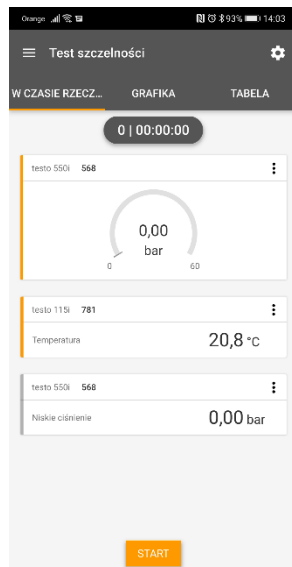 Orange 93% 14:03
Test szczelności
W CZASIE RZECZ... GRAFIKA TABELA
0 | 00:00:00
testo 550i 568
0,00
bar
0 60
testo 115i 781
Temperatura 20,8 °C
testo 550i 568
Niskie ciśnienie 0,00 bar
START